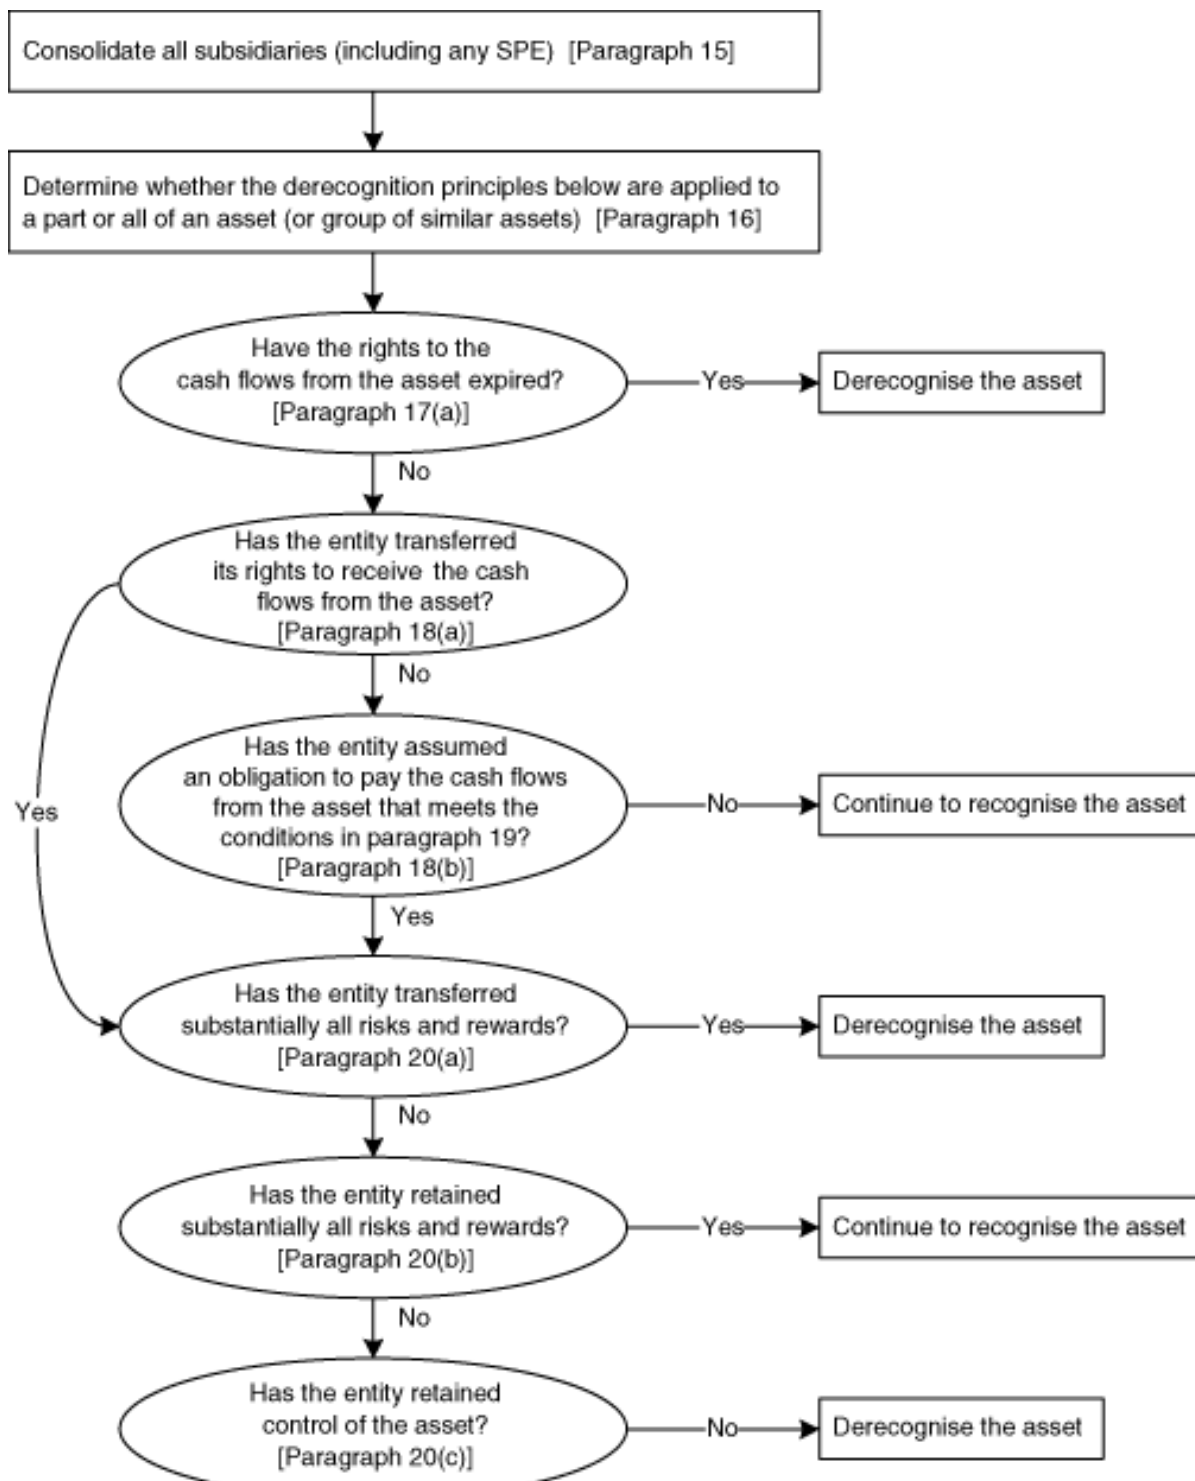 Consolidate all subsidiaries (including any SPE) [Paragraph 15]
Determine whether the derecognition principles below are applied to
a part or all of an asset (or group of similar assets) [Paragraph 16]
Have the rights to the
cash flows from the asset expired?
[Paragraph 17(a)]
Yes
Derecognise the asset
No
Has the entity transferred
its rights to receive the cash
flows from the asset?
[Paragraph 18(a)]
No
Has the entity assumed
an obligation to pay the cash flows
from the asset that meets the
conditions in paragraph 19?
[Paragraph 18(b)]
Yes
No
Continue to recognise the asset
Yes
Has the entity transferred
substantially all risks and rewards?
[Paragraph 20(a)]
Yes
Derecognise the asset
No
Has the entity retained
substantially all risks and rewards?
[Paragraph 20(b)]
Yes
Continue to recognise the asset
No
Has the entity retained
control of the asset?
[Paragraph 20(c)]
No
Derecognise the asset